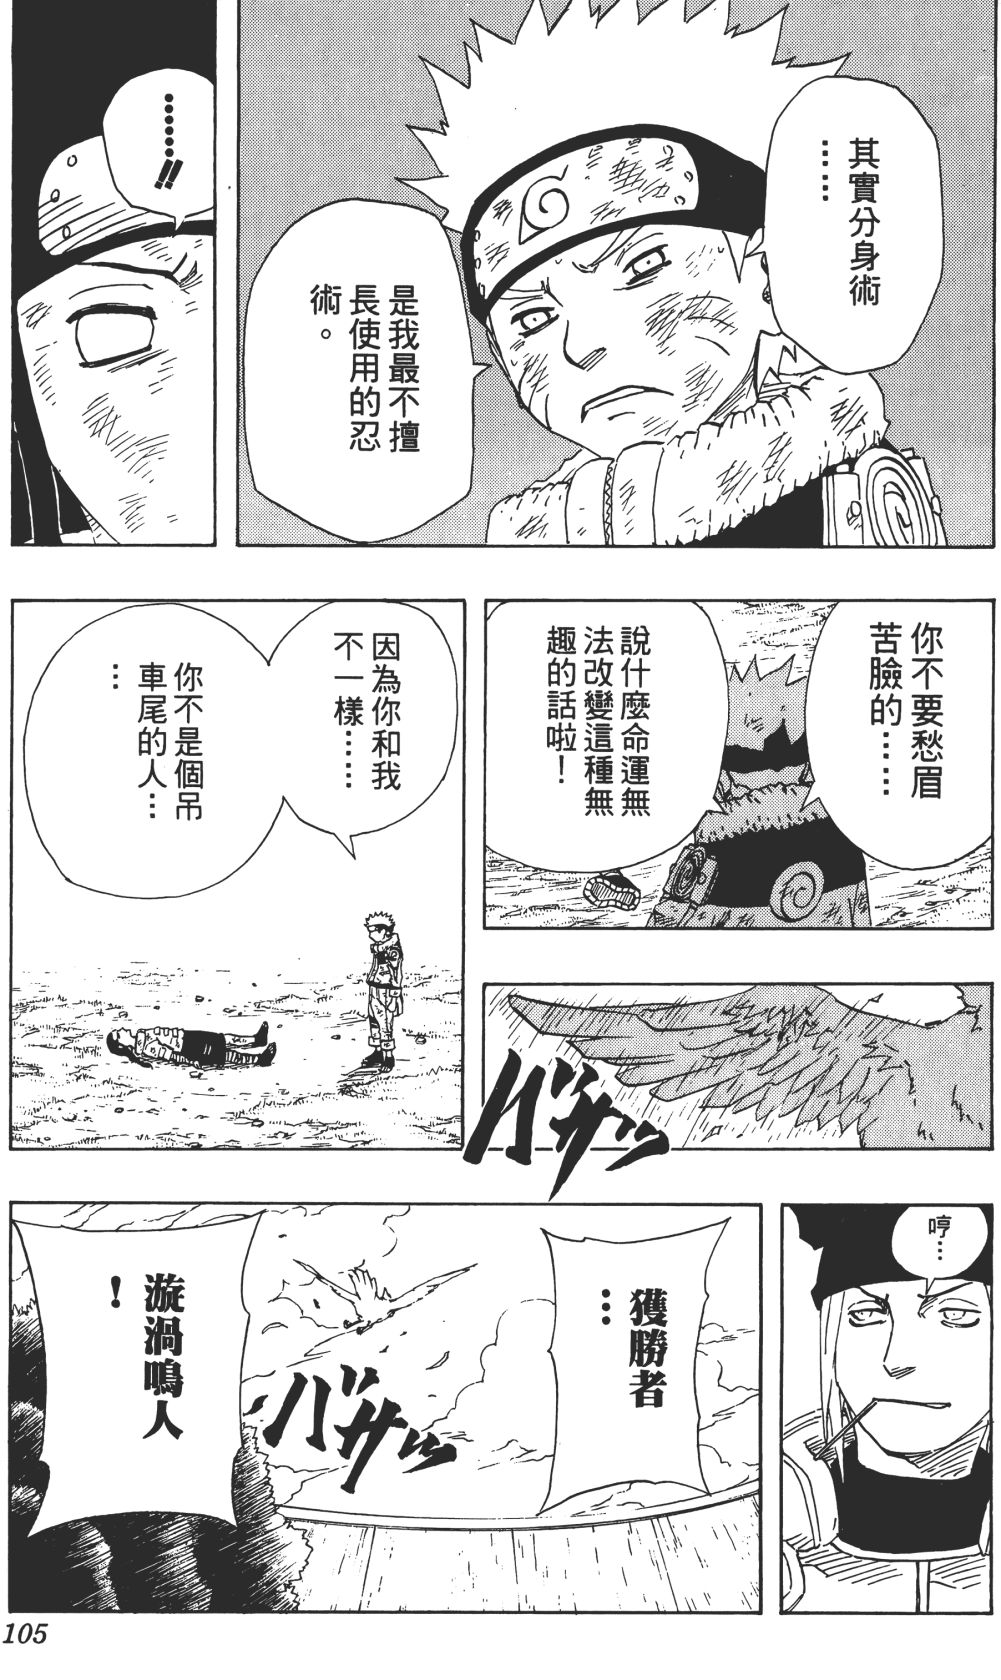 其實分身術
……
是我最不擅
長使用的忍
術。
……!!
你不要愁眉
苦臉的……
說什麼命運無
法改變這種無
趣的話啦！
因為你和我
不一樣……
你不是個吊
車尾的人…
…
バサッ
哼…
獲勝者
…
バサッ
漩渦鳴人
！
105